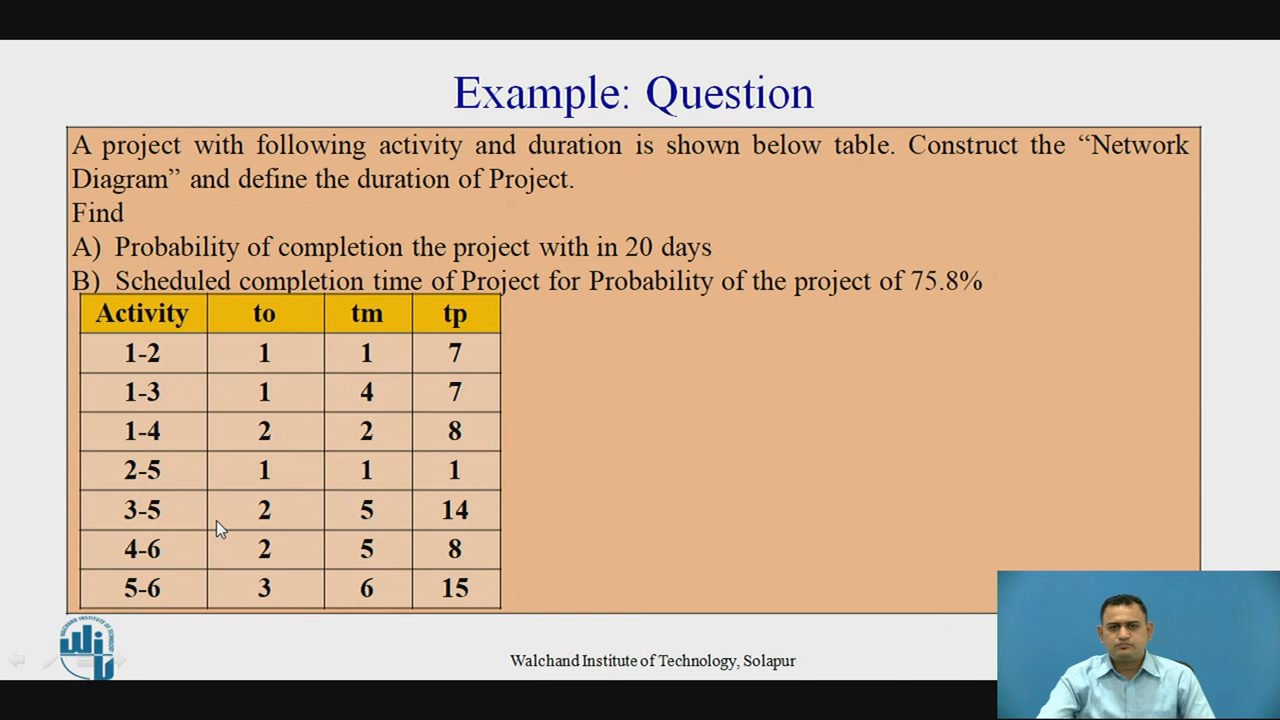 Example: Question
A project with following activity and duration is shown below table. Construct the “Network
Diagram” and define the duration of Project.
Find
A) Probability of completion the project with in 20 days
B) Scheduled completion time of Project for Probability of the project of 75.8%
Activity to tm tp
1-2 1 1 7
1-3 1 4 7
1-4 2 2 8
2-5 1 1 1
3-5 2 5 14
4-6 2 5 8
5-6 3 6 15
Walchand Institute of Technology, Solapur